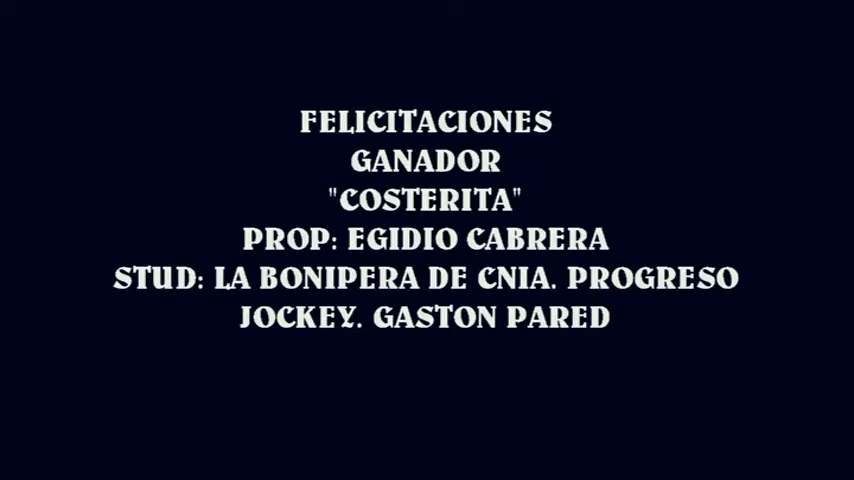 FELICITACIONES
GANADOR
"COSTERITA"
PROP: EGIDIO CABRERA
STUD: LA BONIPERA DE CNIA. PROGRESO
JOCKEY. GASTON PARED